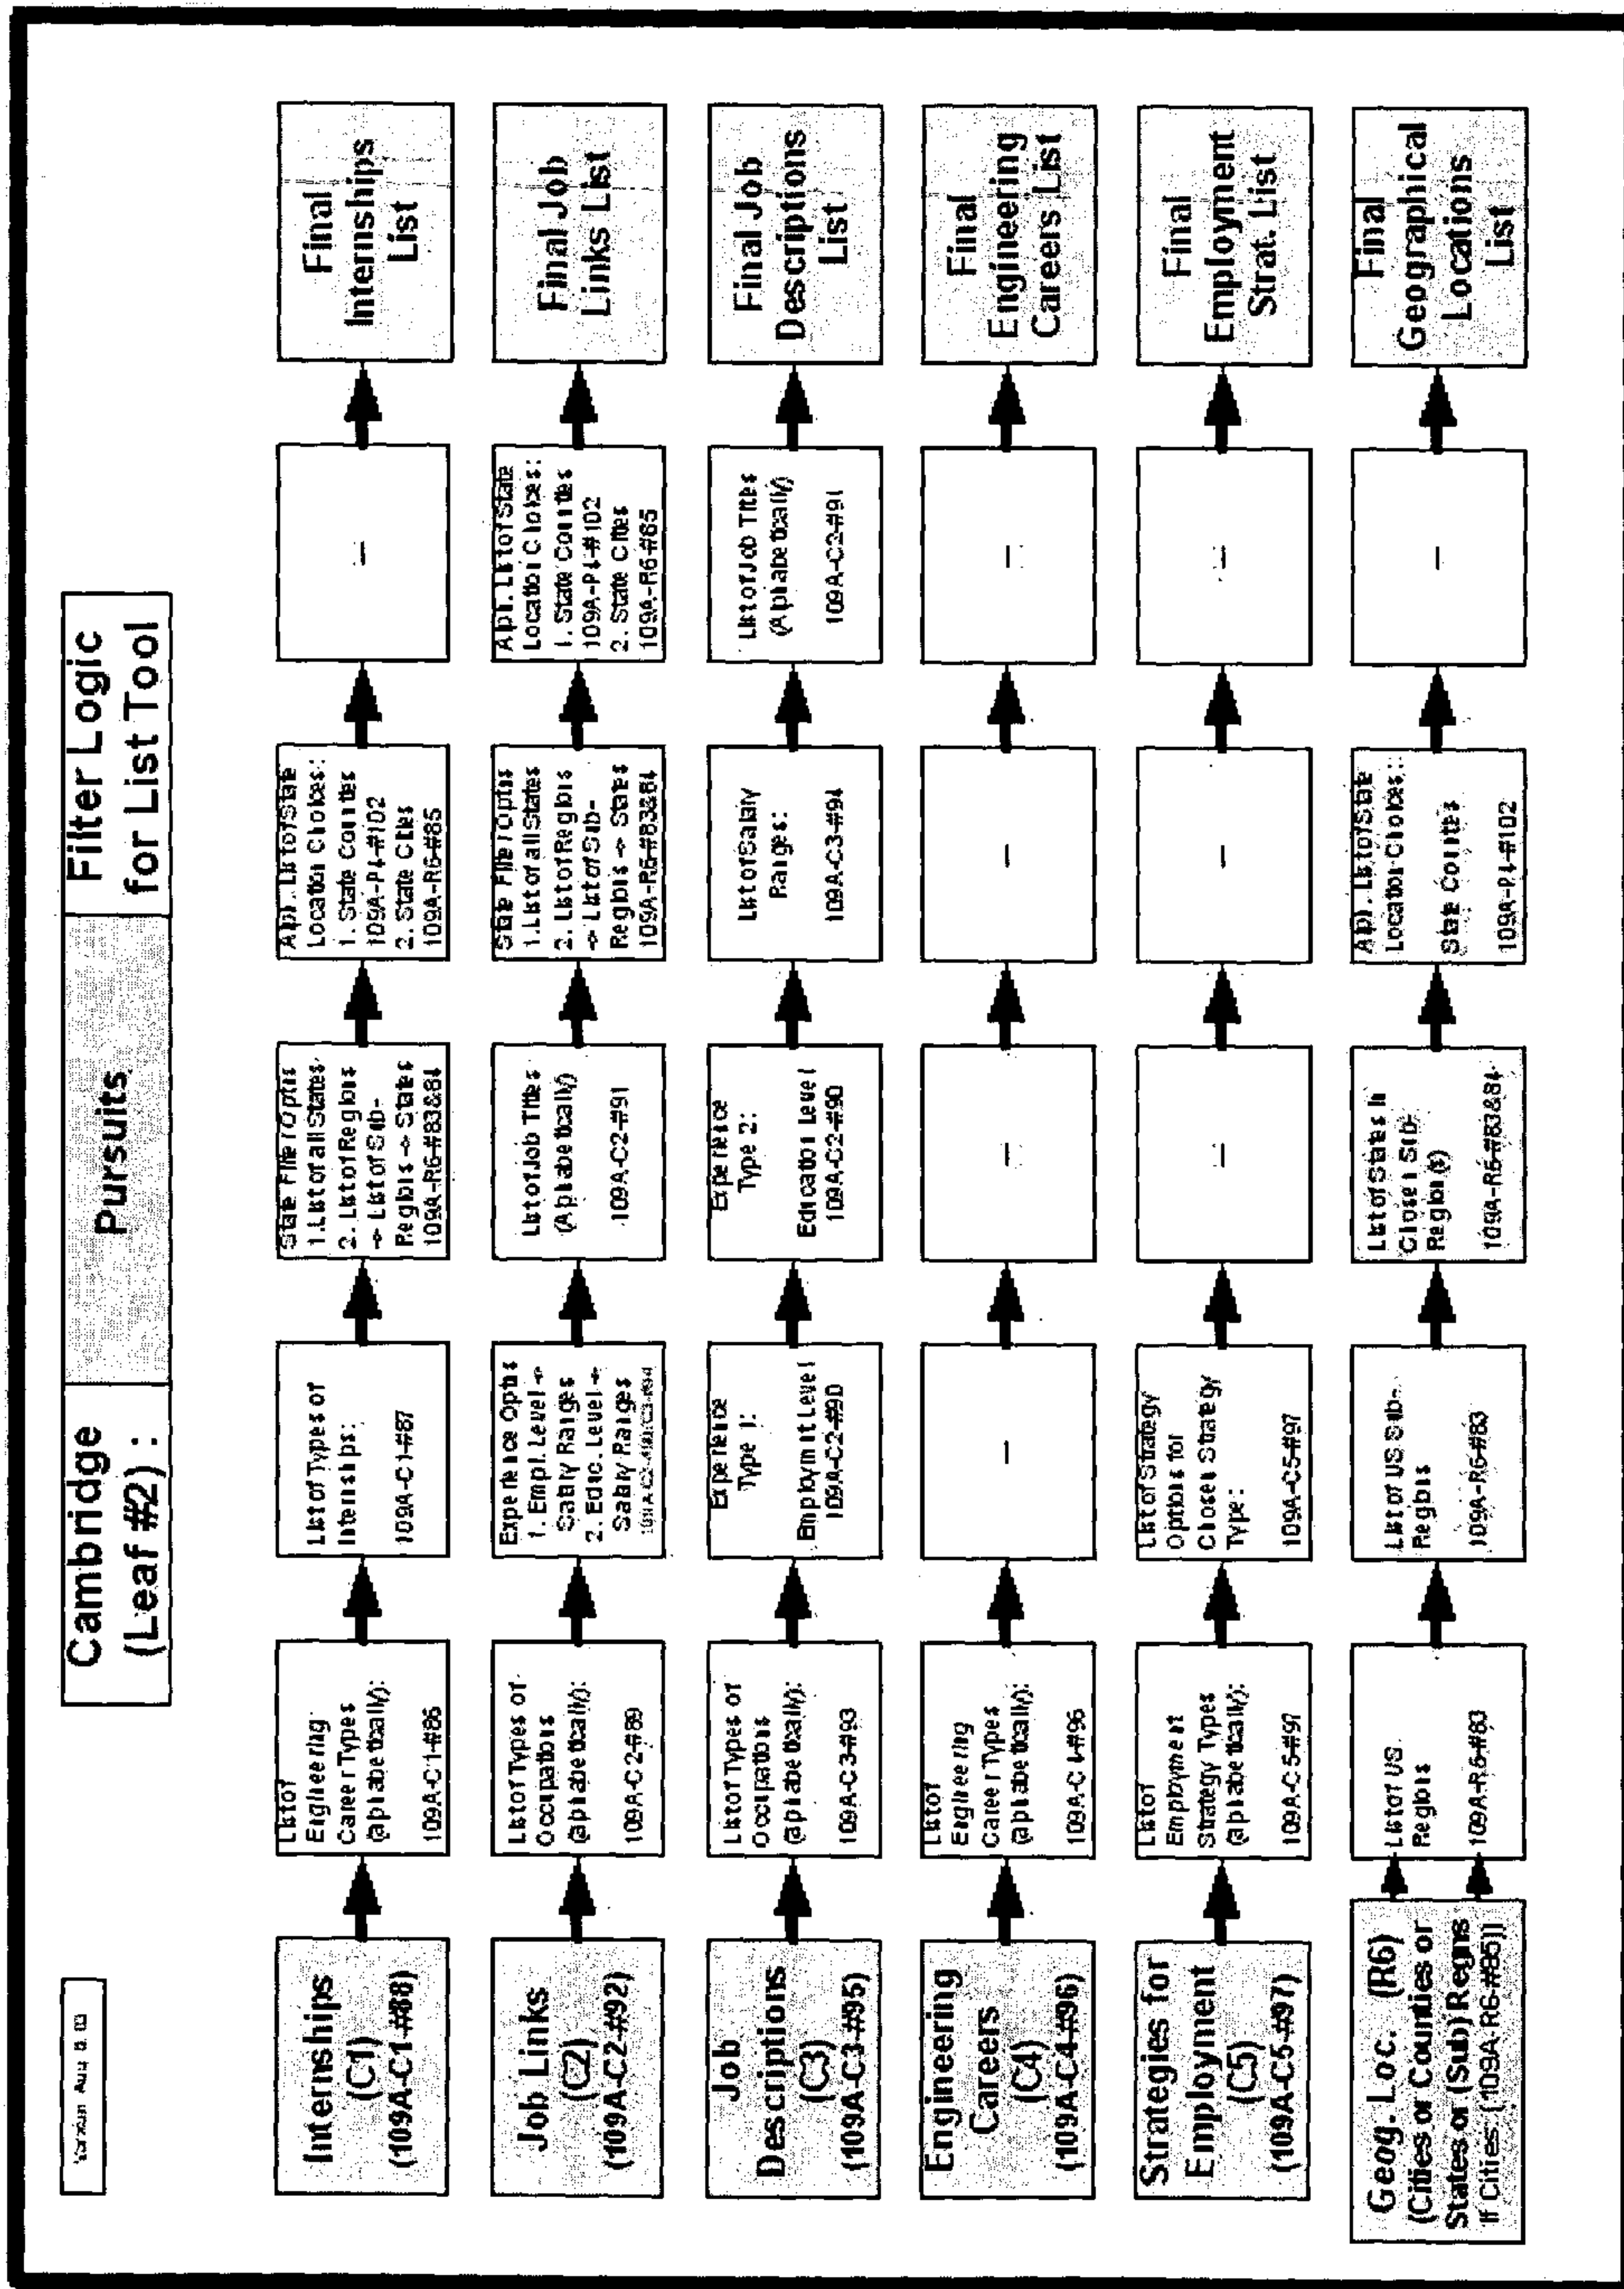 Cambridge
(Leaf #2) :
Pursuits
Filter Logic
for List Tool
Internships
(C1)
(109A-C1-#88)
List of
Engineering
Career Types
(alphabetically):
109A-C1-#86
List of Types of
Internships:
109A-C1-#87
State Filter Optns
1. List of all States
2. List of Regions
-> List of Sub-
Regions -> States
109A-R6-#83&84
Alph. List of State
Location Choices:
1. State Counties
109A-P4-#102
2. State Cities
109A-R6-#85
–
Final
Internships
List
Job Links
(C2)
(109A-C2-#92)
List of Types of
Occupations
(alphabetically):
109A-C2-#89
Experience Optns
1. Empl. Level ->
Salary Ranges
2. Educ. Level ->
Salary Ranges
List of Job Titles
(Alphabetically)
109A-C2-#91
State Filter Optns
1. List of all States
2. List of Regions
-> List of Sub-
Regions -> States
109A-R6-#83&84
Alph. List of State
Location Choices:
1. State Counties
109A-P4-#102
2. State Cities
109A-R6-#85
Final Job
Links List
Job
Descriptions
(C3)
(109A-C3-#95)
List of Types of
Occupations
(alphabetically):
109A-C3-#93
Experience
Type 1:
Employmnt Level
109A-C2-#90
Experience
Type 2:
Education Level
109A-C2-#90
List of Salary
Ranges:
109A-C3-#94
List of Job Titles
(Alphabetically)
109A-C2-#91
Final Job
Descriptions
List
Engineering
Careers
(C4)
(109A-C4-#96)
List of
Engineering
Career Types
(alphabetically):
109A-C4-#96
–
–
–
–
Final
Engineering
Careers List
Strategies for
Employment
(C5)
(109A-C5-#97)
List of
Employment
Strategy Types
(alphabetically):
109A-C5-#97
List of Strategy
Options for
Chosen Strategy
Type:
109A-C5-#97
–
–
–
Final
Employment
Strat. List
Geog. Loc. (R6)
(Cities or Counties or
States or (Sub) Regns
If Cities: (109A-R6-#85)]
List of US
Regions
109A-R6-#83
List of US Sub-
Regions
109A-R6-#83
List of States in
Chosen Sub-
Region(s)
109A-R6-#83&84
Alph. List of State
Location Choices:
State Counties
109A-P4-#102
–
Final
Geographical
Locations
List